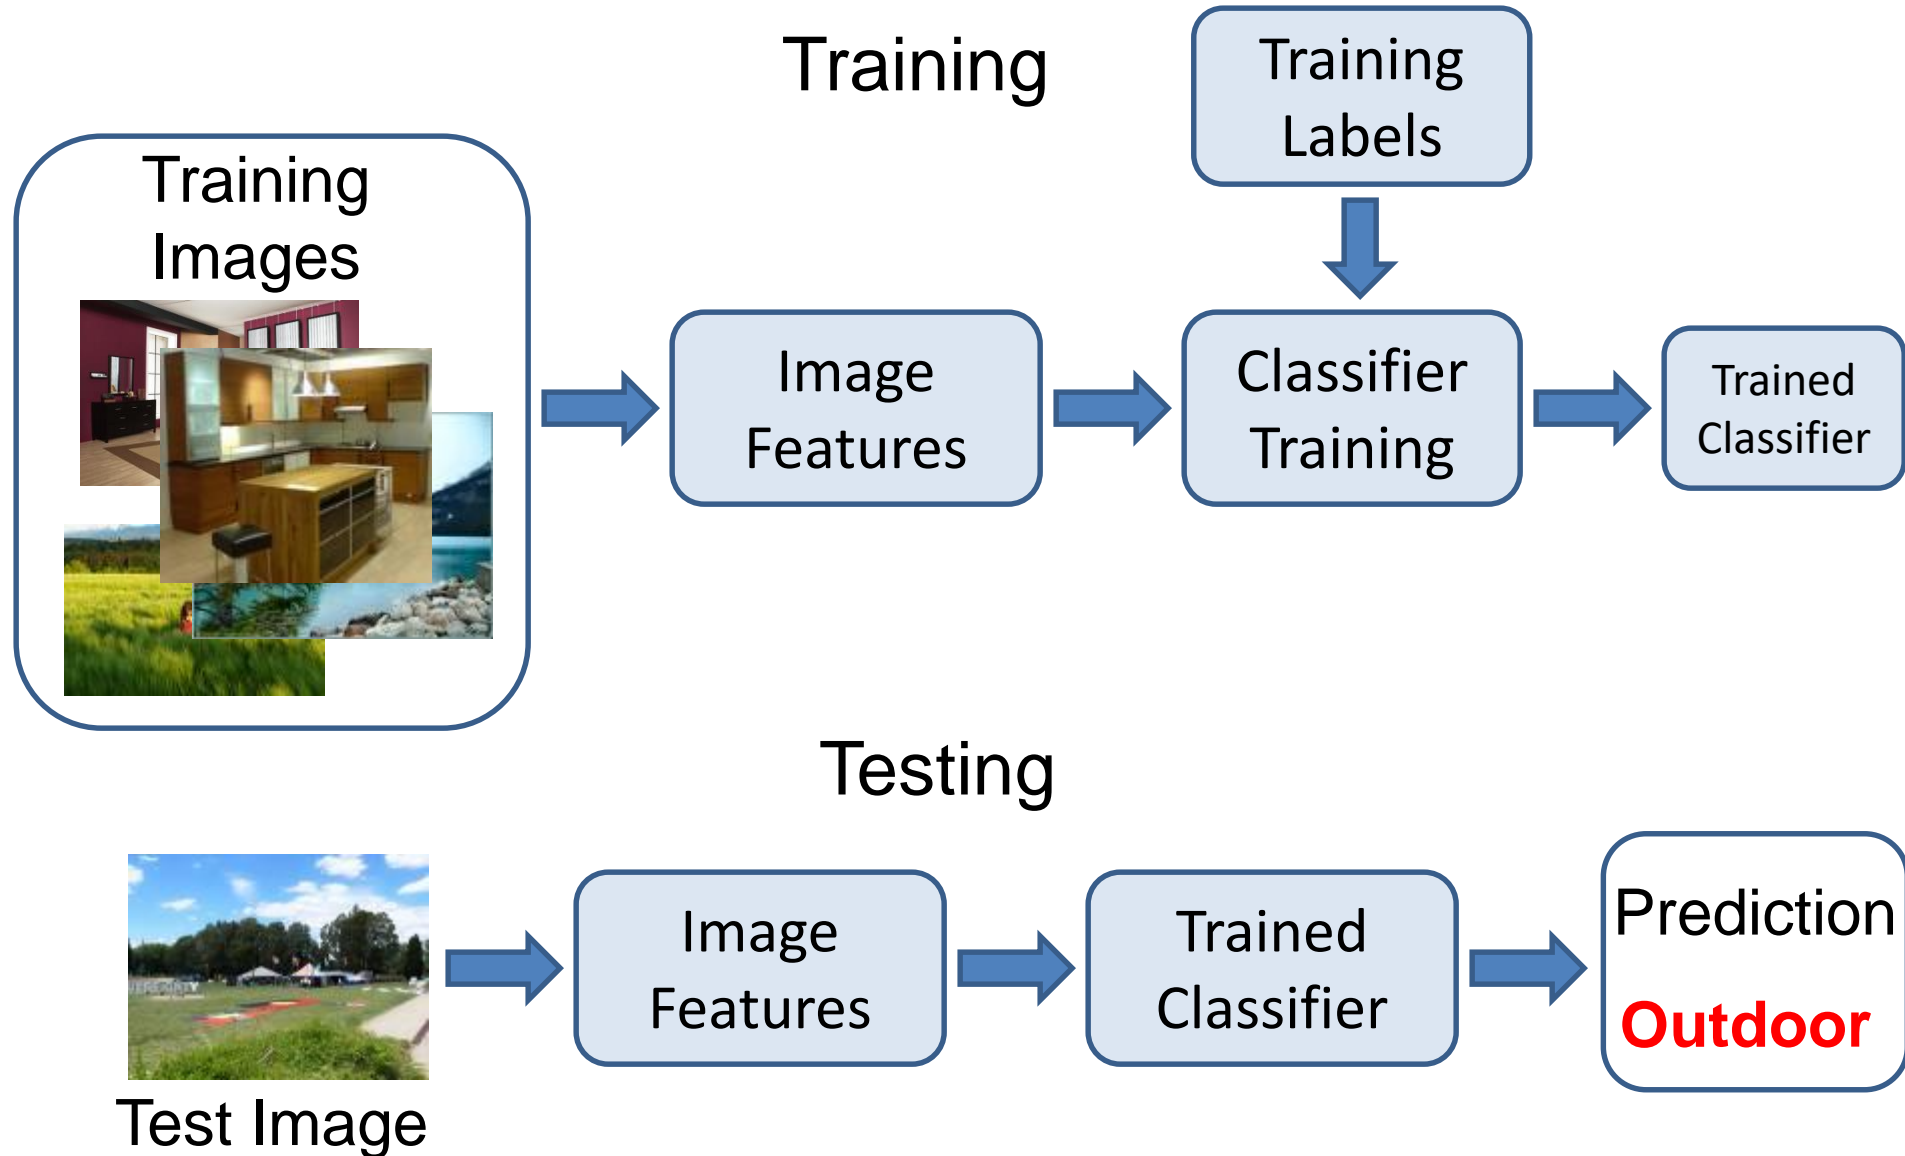 Training
Training
Labels
Training
Images
Image
Features
Classifier
Training
Trained
Classifier
Testing
Image
Features
Trained
Classifier
Prediction
Outdoor
Test Image